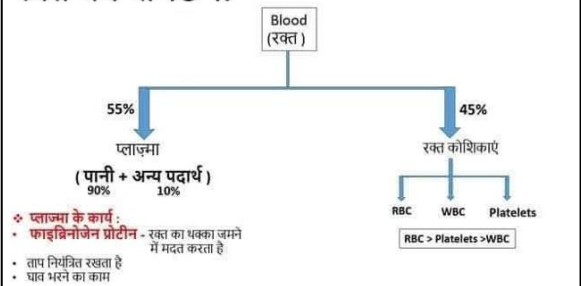 Blood
(रक्त )
55%
45%
प्लाज़्मा
रक्त कोशिकाएं
( पानी + अन्य पदार्थ )
90% 10%
RBC WBC Platelets
RBC > Platelets >WBC
❖ प्लाज्मा के कार्य :
• फाइब्रिनोजेन प्रोटीन - रक्त का थक्का जमने
में मदत करता है
• ताप नियंत्रित रखता है
• घाव भरने का काम